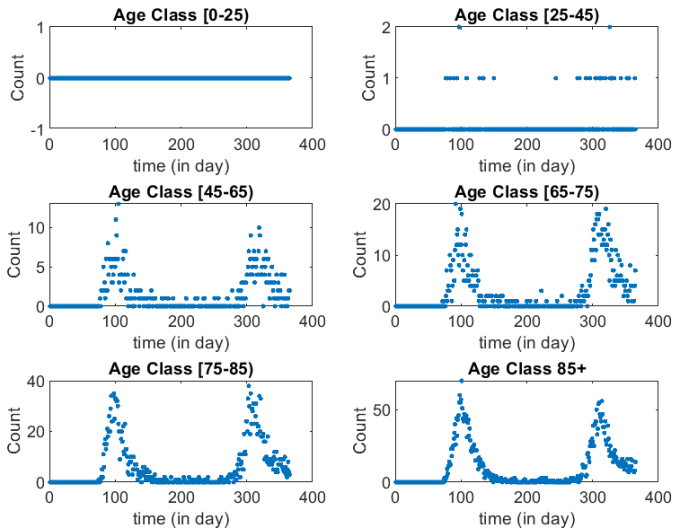 Age Class [0-25)
Age Class [25-45)
1
0
-1
Count
0 100 200 300 400
time (in day)
2
1
0
Count
0 100 200 300 400
time (in day)
Age Class [45-65)
Age Class [65-75)
10
5
0
Count
0 100 200 300 400
time (in day)
20
10
0
Count
0 100 200 300 400
time (in day)
Age Class [75-85)
Age Class 85+
40
20
0
Count
0 100 200 300 400
time (in day)
50
0
Count
0 100 200 300 400
time (in day)